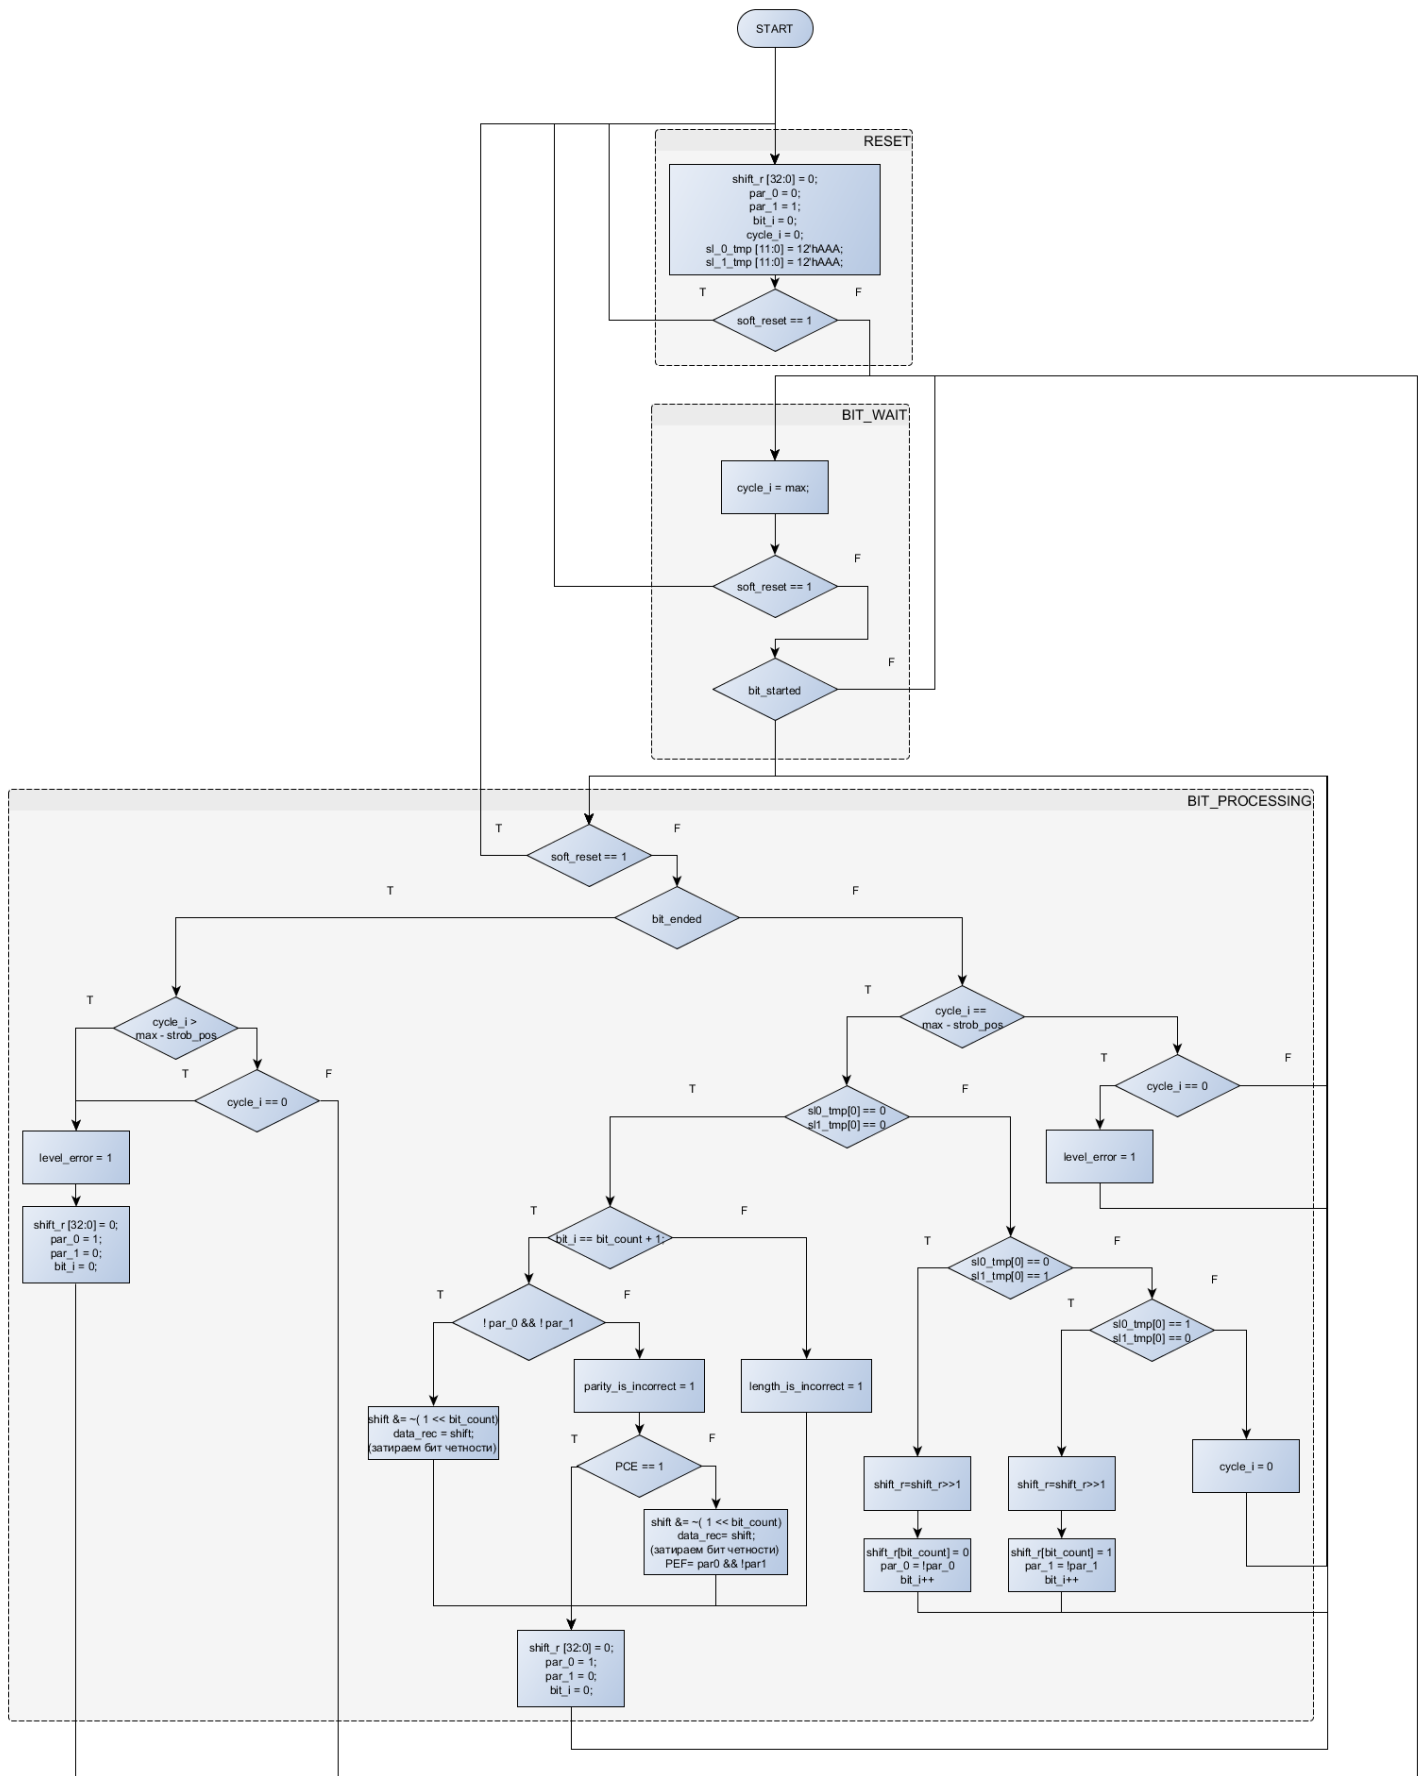 START
RESET
shift_r [32:0] = 0;
par_0 = 0;
par_1 = 1;
bit_i = 0;
cycle_i = 0;
sl_0_tmp [11:0] = 12'hAAA;
sl_1_tmp [11:0] = 12'hAAA;
T
F
soft_reset == 1
BIT_WAIT
cycle_i = max;
F
soft_reset == 1
F
bit_started
BIT_PROCESSING
T
F
soft_reset == 1
T
F
bit_ended
T
cycle_i >
max - strob_pos
T
F
cycle_i == 0
level_error = 1
shift_r [32:0] = 0;
par_0 = 1;
par_1 = 0;
bit_i = 0;
T
cycle_i ==
max - strob_pos
T
F
cycle_i == 0
level_error = 1
T
F
sl0_tmp[0] == 0
sl1_tmp[0] == 0
T
F
bit_i == bit_count + 1;
T
F
! par_0 && ! par_1
shift &= ~( 1 << bit_count)
data_rec = shift;
(затираем бит четности)
parity_is_incorrect = 1
length_is_incorrect = 1
T
F
PCE == 1
shift &= ~( 1 << bit_count)
data_rec= shift;
(затираем бит четности)
PEF= par0 && !par1
shift_r [32:0] = 0;
par_0 = 1;
par_1 = 0;
bit_i = 0;
T
F
sl0_tmp[0] == 0
sl1_tmp[0] == 1
T
F
sl0_tmp[0] == 1
sl1_tmp[0] == 0
shift_r=shift_r>>1
shift_r[bit_count] = 0
par_0 = !par_0
bit_i++
shift_r=shift_r>>1
shift_r[bit_count] = 1
par_1 = !par_1
bit_i++
cycle_i = 0